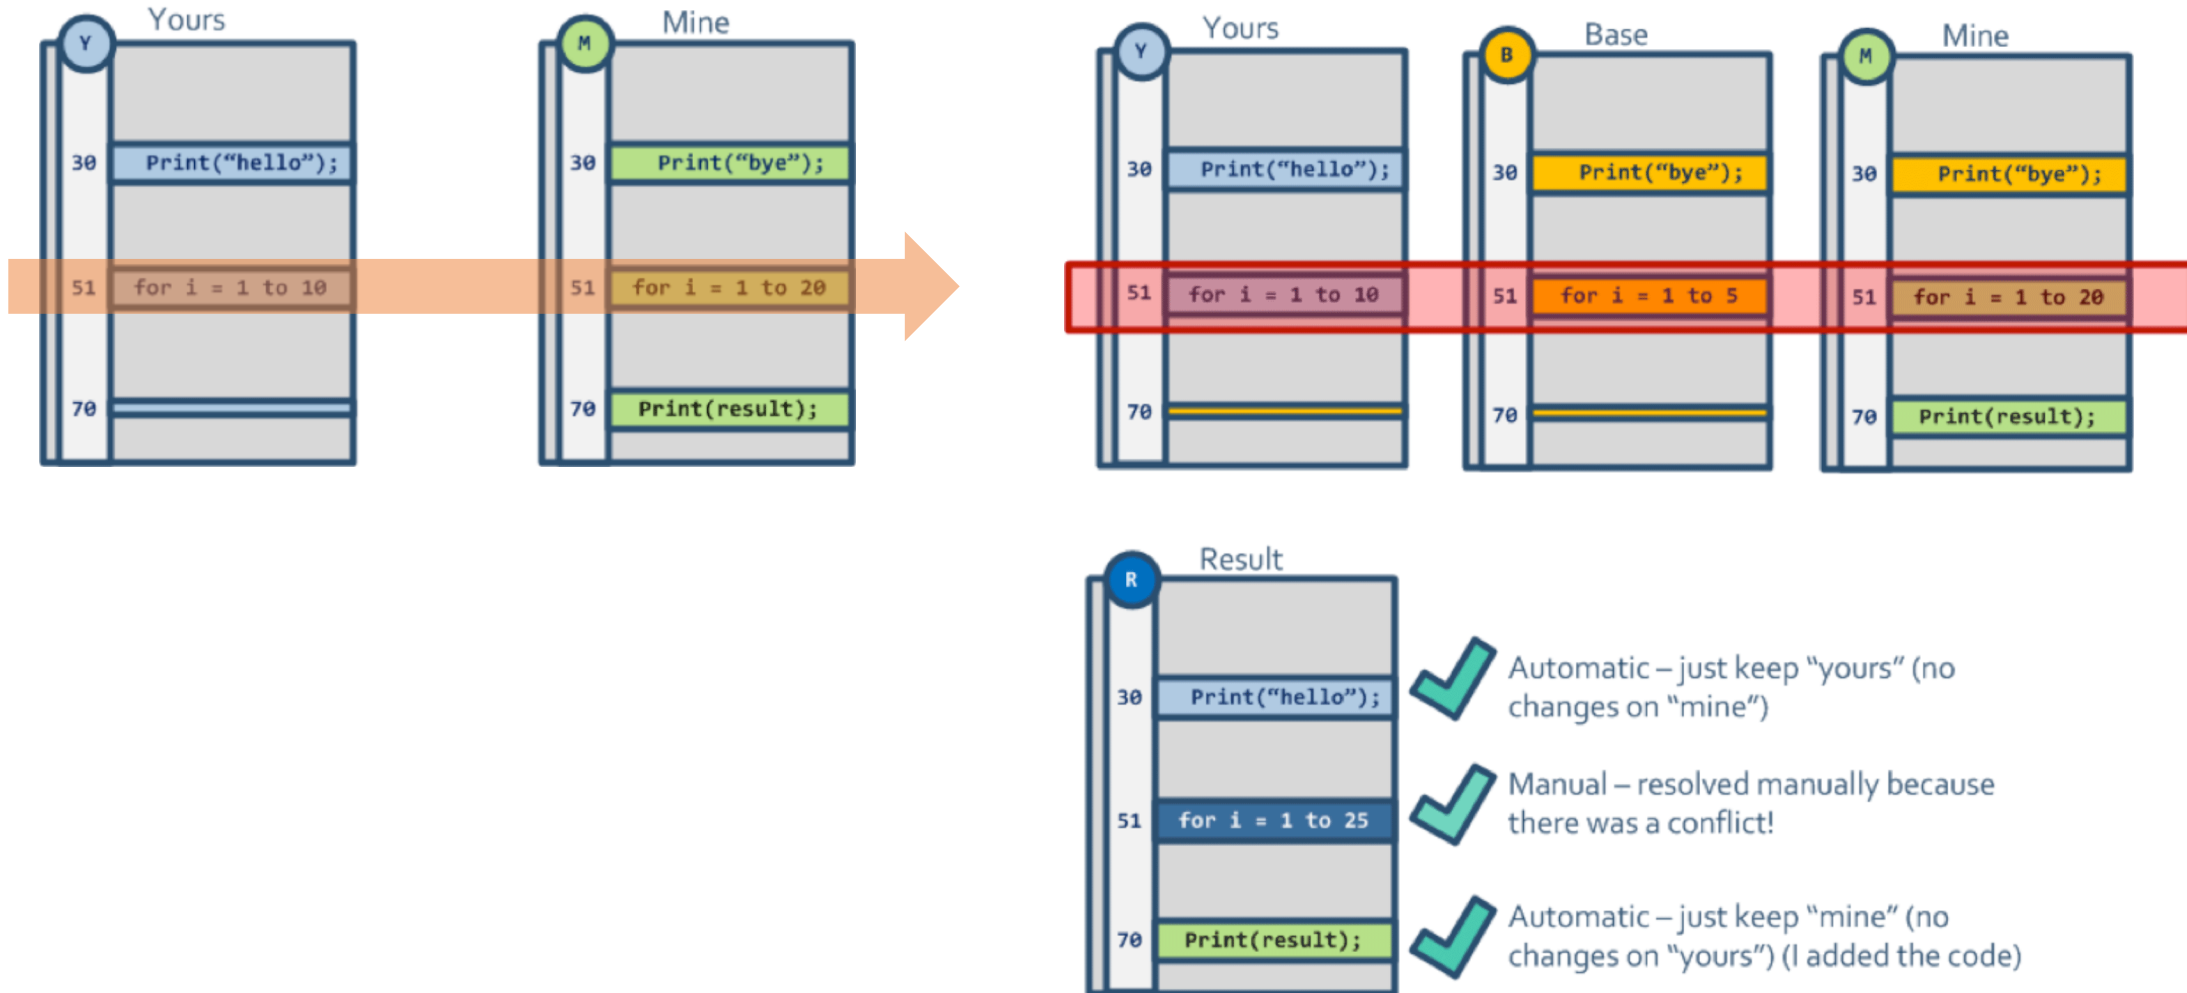 Yours
Y
30 Print(“hello”);
51 for i = 1 to 10
70
Mine
M
30 Print(“bye”);
51 for i = 1 to 20
70 Print(result);
Yours
Y
30 Print(“hello”);
51 for i = 1 to 10
70
Base
B
30 Print(“bye”);
51 for i = 1 to 5
70
Mine
M
30 Print(“bye”);
51 for i = 1 to 20
70 Print(result);
Result
R
30 Print(“hello”);
Automatic – just keep “yours” (no
changes on “mine”)
51 for i = 1 to 25
Manual – resolved manually because
there was a conflict!
70 Print(result);
Automatic – just keep “mine” (no
changes on “yours”) (I added the code)